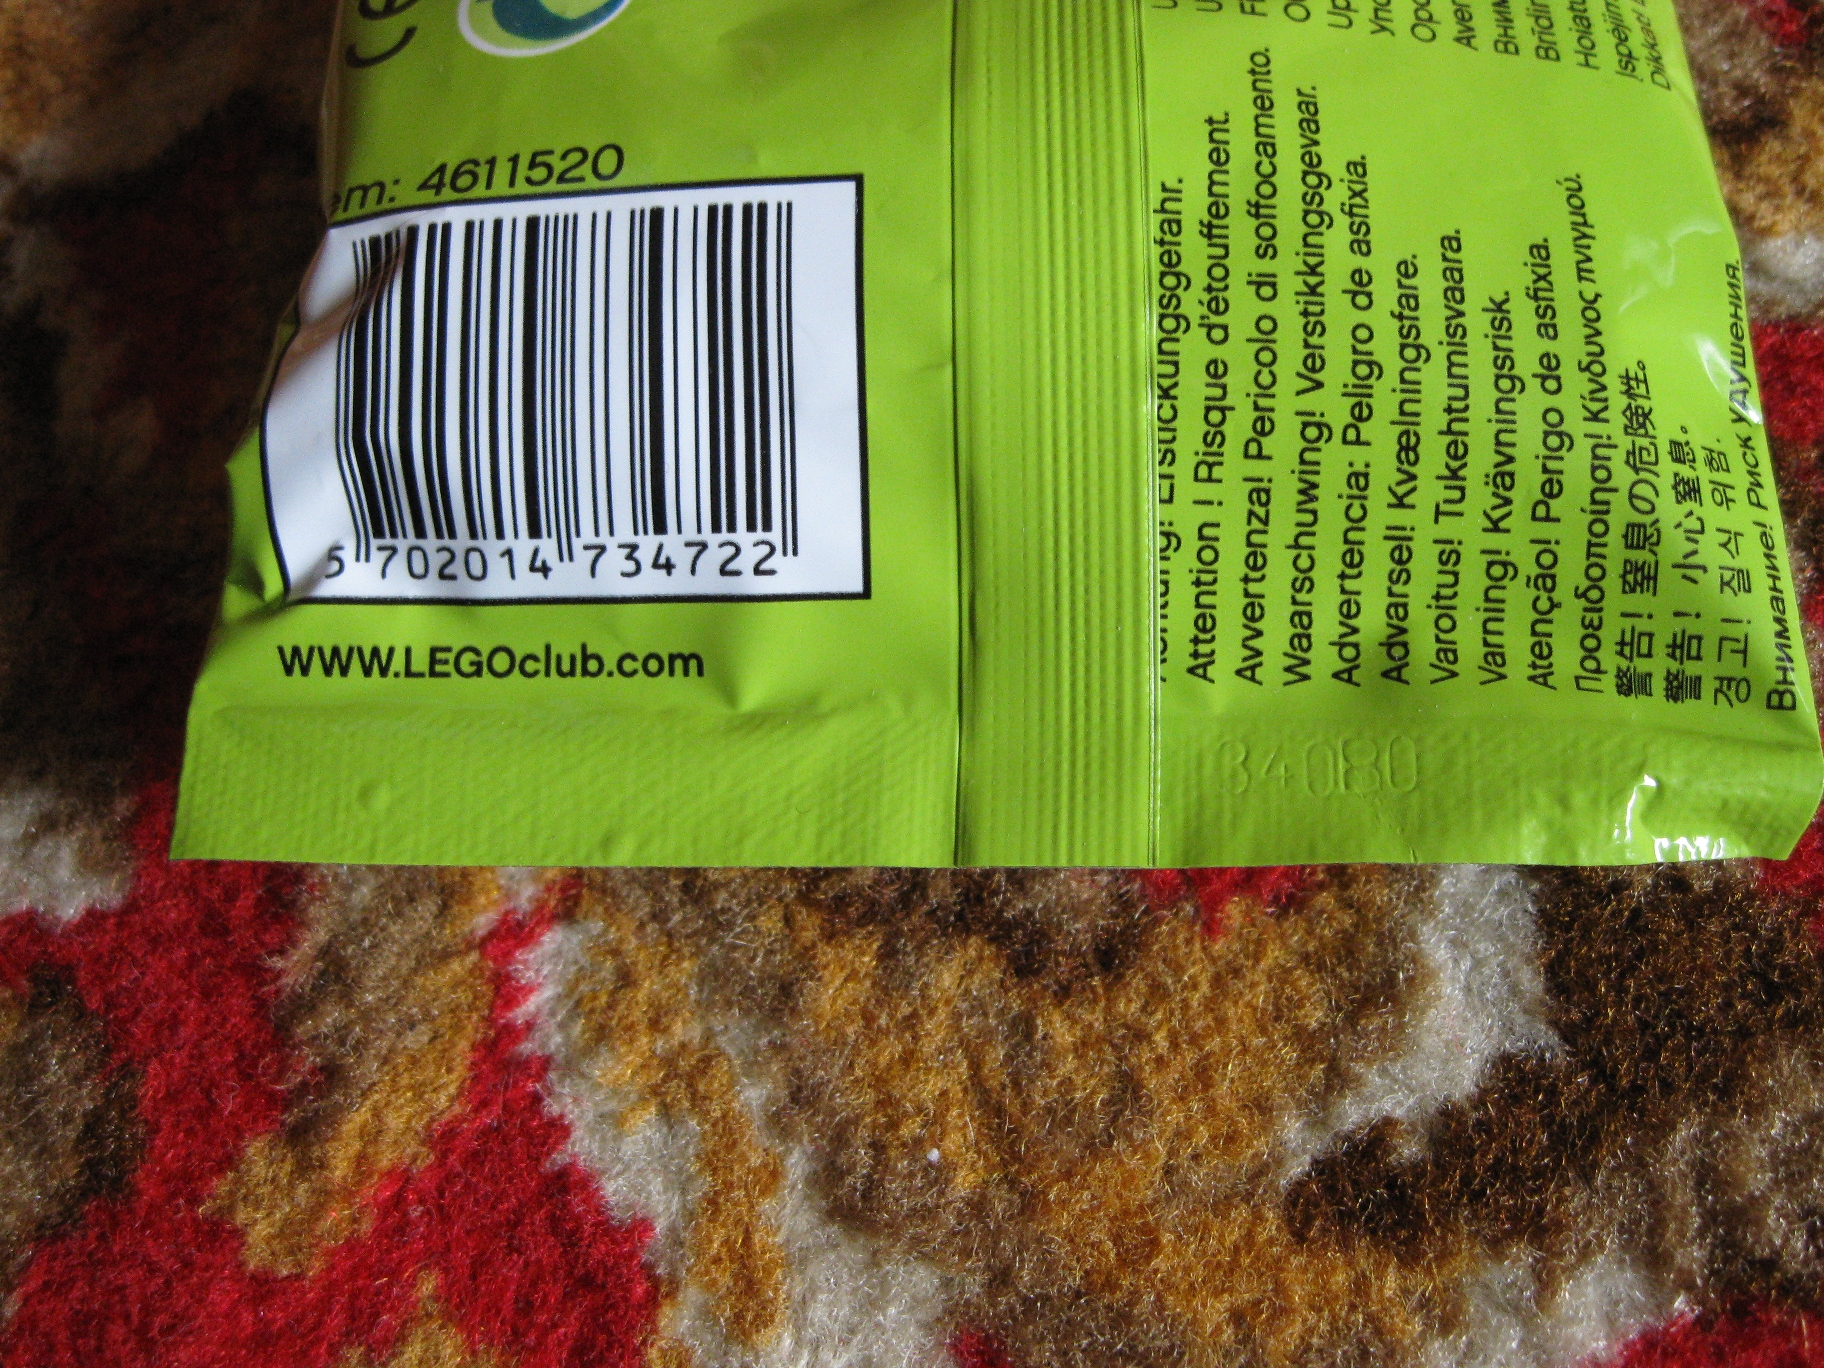 CE
em: 4611520
5 702014 734722
WWW.LEGOclub.com
Erstickungsgefahr.
Attention ! Risque d'étouffement.
Avvertenza! Pericolo di soffocamento.
Waarschuwing! Verstikkingsgevaar.
Advertencia: Peligro de asfixia.
Advarsel! Kvælningsfare.
Varoitus! Tukehtumisvaara.
Varning! Kvävningsrisk.
Atenção! Perigo de asfixia.
Προειδοποίηση! Κίνδυνος πνιγμού.
警告！窒息の危険性。
警告！小心窒息。
경고! 질식 위험.
Внимание! Риск удушения.
34080